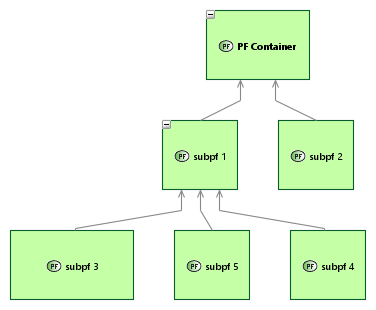 PF PF Container
PF subpf 1
PF subpf 2
PF subpf 3
PF subpf 5
PF subpf 4